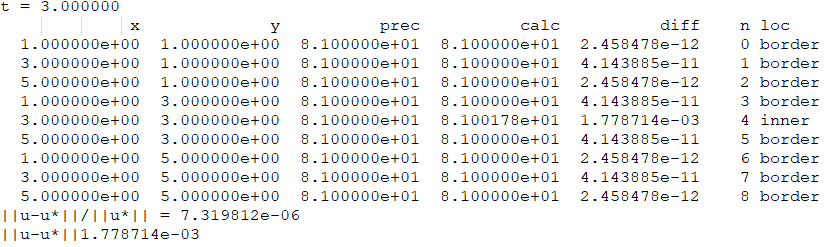 t = 3.000000
x y prec calc diff n loc
1.000000e+00 1.000000e+00 8.100000e+01 8.100000e+01 2.458478e-12 0 border
3.000000e+00 1.000000e+00 8.100000e+01 8.100000e+01 4.143885e-11 1 border
5.000000e+00 1.000000e+00 8.100000e+01 8.100000e+01 2.458478e-12 2 border
1.000000e+00 3.000000e+00 8.100000e+01 8.100000e+01 4.143885e-11 3 border
3.000000e+00 3.000000e+00 8.100000e+01 8.100178e+01 1.778714e-03 4 inner
5.000000e+00 3.000000e+00 8.100000e+01 8.100000e+01 4.143885e-11 5 border
1.000000e+00 5.000000e+00 8.100000e+01 8.100000e+01 2.458478e-12 6 border
3.000000e+00 5.000000e+00 8.100000e+01 8.100000e+01 4.143885e-11 7 border
5.000000e+00 5.000000e+00 8.100000e+01 8.100000e+01 2.458478e-12 8 border
||u-u*||/||u*|| = 7.319812e-06
||u-u*||1.778714e-03